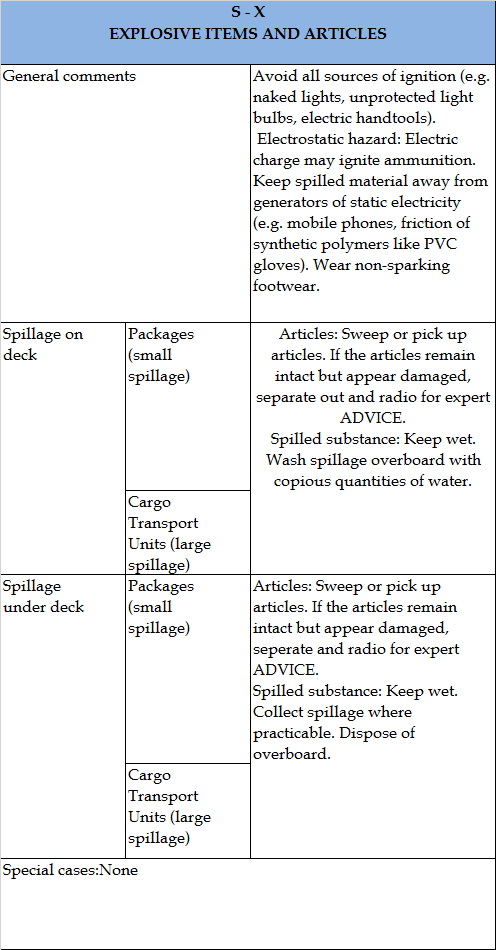 S - X
EXPLOSIVE ITEMS AND ARTICLES
General comments
Avoid all sources of ignition (e.g.
naked lights, unprotected light
bulbs, electric handtools).
Electrostatic hazard: Electric
charge may ignite ammunition.
Keep spilled material away from
generators of static electricity
(e.g. mobile phones, friction of
synthetic polymers like PVC
gloves). Wear non-sparking
footwear.
Spillage on
deck
Packages
(small
spillage)
Articles: Sweep or pick up
articles. If the articles remain
intact but appear damaged,
separate out and radio for expert
ADVICE.
Spilled substance: Keep wet.
Wash spillage overboard with
copious quantities of water.
Cargo
Transport
Units (large
spillage)
Spillage
under deck
Packages
(small
spillage)
Articles: Sweep or pick up
articles. If the articles remain
intact but appear damaged,
seperate and radio for expert
ADVICE.
Spilled substance: Keep wet.
Collect spillage where
practicable. Dispose of
overboard.
Cargo
Transport
Units (large
spillage)
Special cases:None